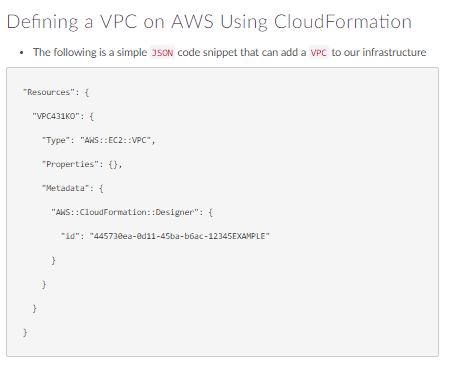 Defining a VPC on AWS Using CloudFormation
• The following is a simple JSON code snippet that can add a VPC to our infrastructure
"Resources": {
"VPC431KO": {
"Type": "AWS::EC2::VPC",
"Properties": {},
"Metadata": {
"AWS::CloudFormation::Designer": {
"id": "445730ea-0d11-45ba-b6ac-12345EXAMPLE"
}
}
}
}